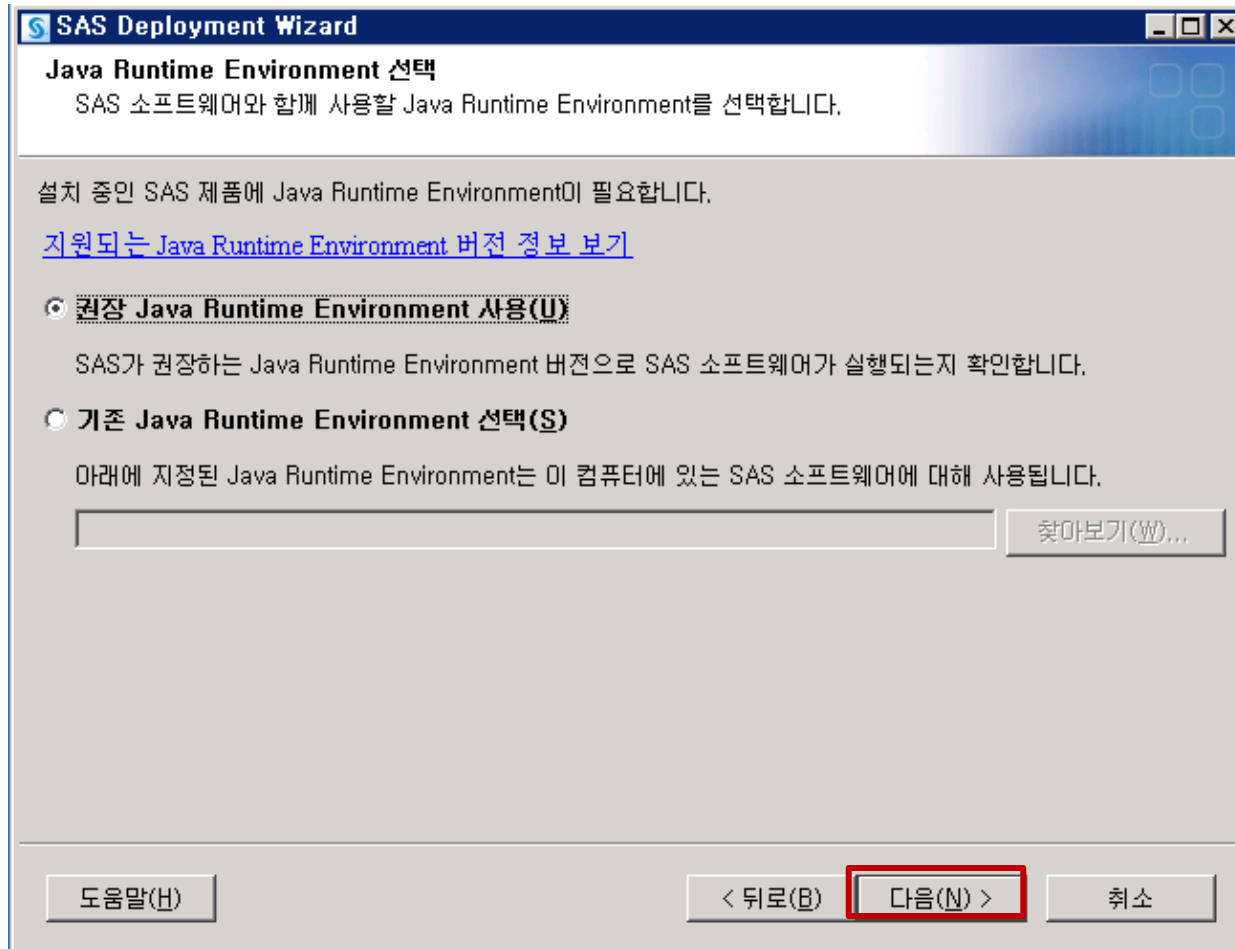 SAS Deployment Wizard
Java Runtime Environment 선택
SAS 소프트웨어와 함께 사용할 Java Runtime Environment를 선택합니다.
설치 중인 SAS 제품에 Java Runtime Environment이 필요합니다.
지원되는 Java Runtime Environment 버전 정보 보기
권장 Java Runtime Environment 사용(U)
SAS가 권장하는 Java Runtime Environment 버전으로 SAS 소프트웨어가 실행되는지 확인합니다.
기존 Java Runtime Environment 선택(S)
아래에 지정된 Java Runtime Environment는 이 컴퓨터에 있는 SAS 소프트웨어에 대해 사용됩니다.
찾아보기(W)...
도움말(H) < 뒤로(B) 다음(N) > 취소